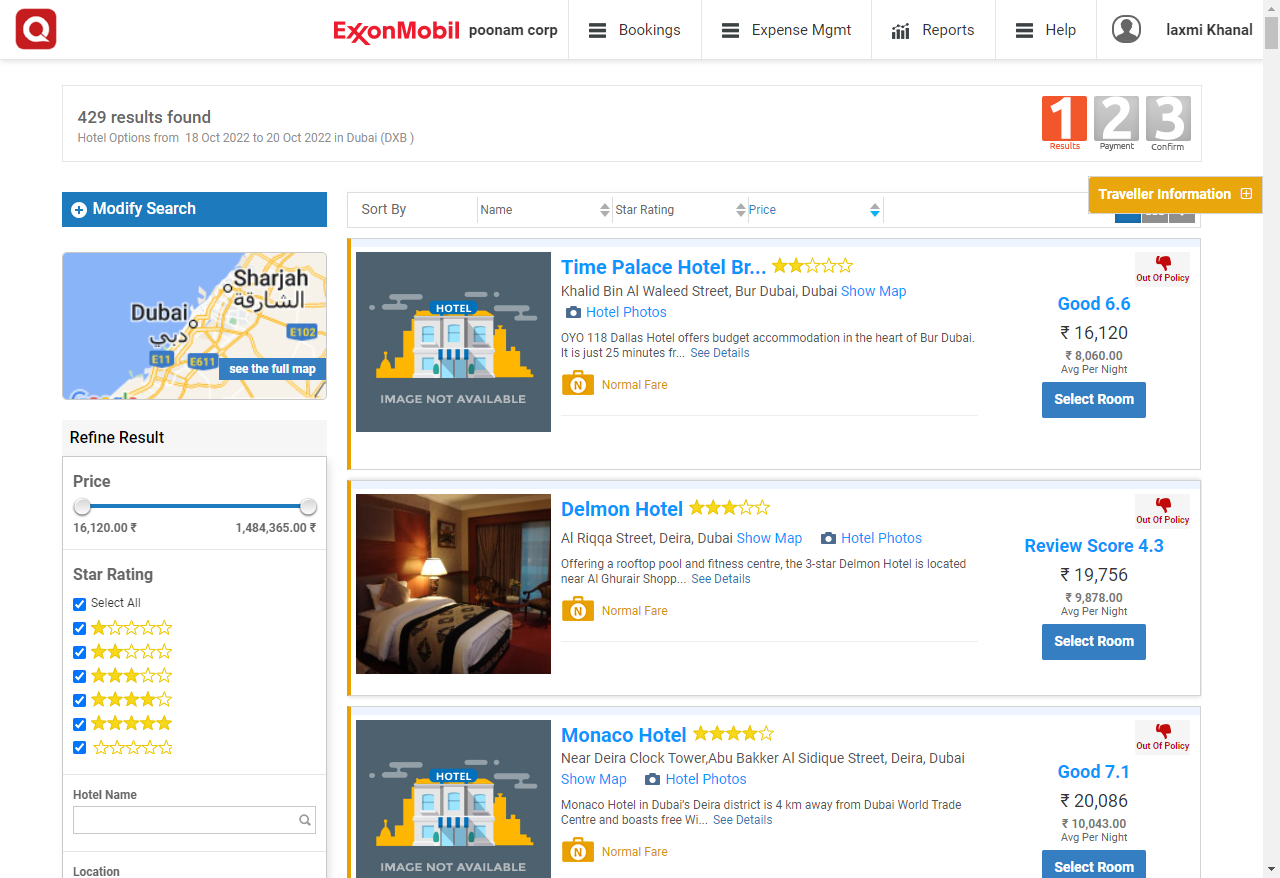 Q
ExxonMobil poonam corp Bookings Expense Mgmt Reports Help laxmi Khanal
429 results found
Hotel Options from 18 Oct 2022 to 20 Oct 2022 in Dubai (DXB )
1 2 3
Results Payment Confirm
Traveller Information
Modify Search
Sort By Name Star Rating Price
Sharjah
الشارقة
Dubai
دبي
E102
E11 E611
see the full map
Google
Refine Result
Price
16,120.00 ₹ 1,484,365.00 ₹
Star Rating
Select All
Hotel Name
Location
HOTEL
IMAGE NOT AVAILABLE
Time Palace Hotel Br...
Khalid Bin Al Waleed Street, Bur Dubai, Dubai Show Map
Hotel Photos
OYO 118 Dallas Hotel offers budget accommodation in the heart of Bur Dubai.
It is just 25 minutes fr... See Details
N Normal Fare
Out Of Policy
Good 6.6
₹ 16,120
₹ 8,060.00
Avg Per Night
Select Room
Delmon Hotel
Al Riqqa Street, Deira, Dubai Show Map Hotel Photos
Offering a rooftop pool and fitness centre, the 3-star Delmon Hotel is located
near Al Ghurair Shopp... See Details
N Normal Fare
Out Of Policy
Review Score 4.3
₹ 19,756
₹ 9,878.00
Avg Per Night
Select Room
HOTEL
IMAGE NOT AVAILABLE
Monaco Hotel
Near Deira Clock Tower,Abu Bakker Al Sidique Street, Deira, Dubai
Show Map Hotel Photos
Monaco Hotel in Dubai's Deira district is 4 km away from Dubai World Trade
Centre and boasts free Wi... See Details
N Normal Fare
Out Of Policy
Good 7.1
₹ 20,086
₹ 10,043.00
Avg Per Night
Select Room